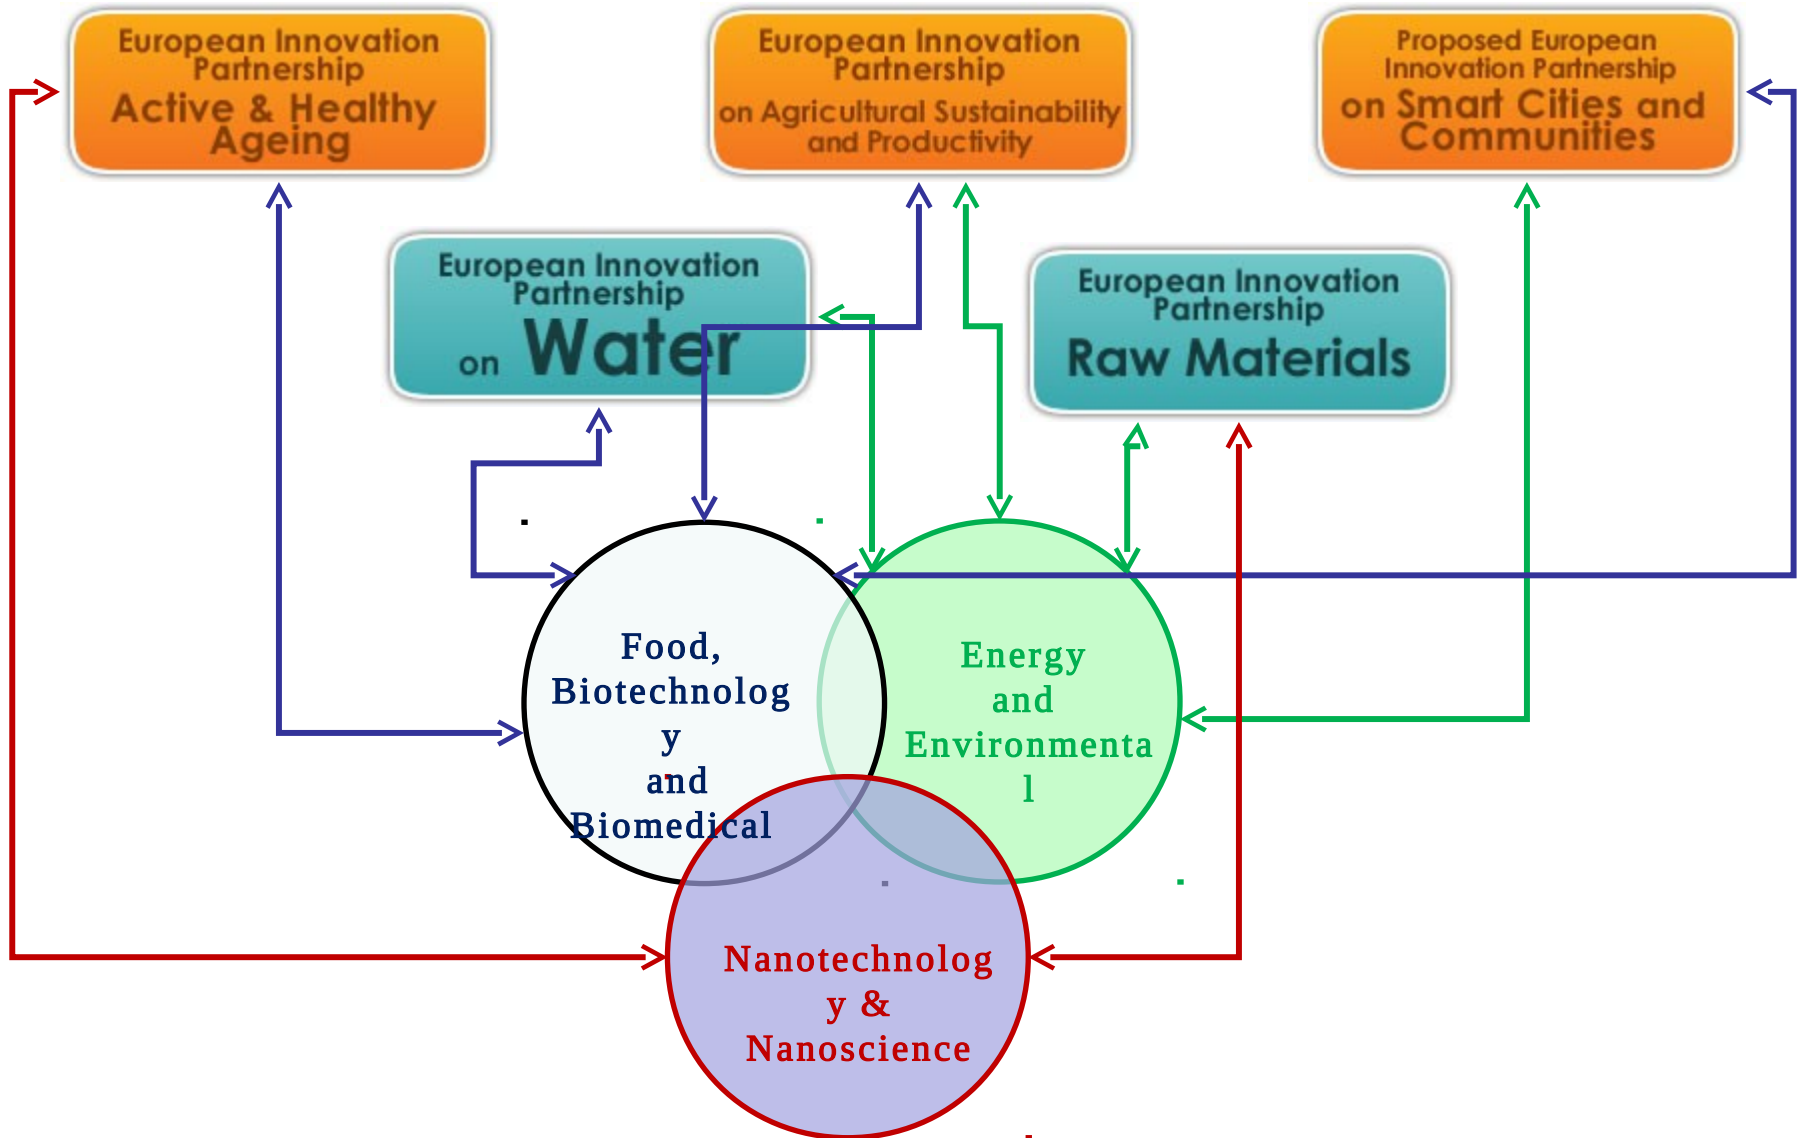 European Innovation
Partnership
Active & Healthy
Ageing
European Innovation
Partnership
on Agricultural Sustainability
and Productivity
Proposed European
Innovation Partnership
on Smart Cities and
Communities
European Innovation
Partnership
on Water
European Innovation
Partnership
Raw Materials
Food,
Biotechnolog
y
and
Biomedical
Energy
and
Environmenta
l
Nanotechnolog
y &
Nanoscience